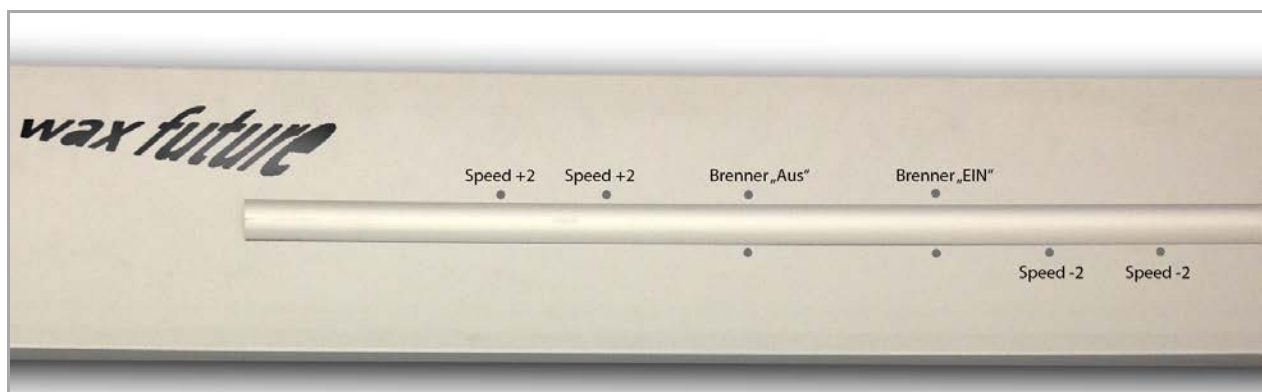 wax future
Speed +2 Speed +2 Brenner „Aus“ Brenner „EIN“
Speed -2 Speed -2